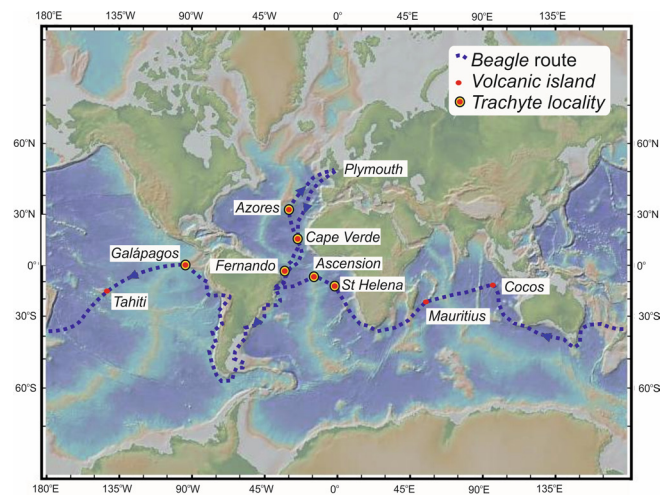 180°E 135°W 90°W 45°W 0° 45°E 90°E 135°E
Beagle route
Volcanic island
Trachyte locality
60°N 60°N
Plymouth
Azores
30°N 30°N
Cape Verde
Galápagos
Ascension
0° Fernando 0°
St Helena
Cocos
Tahiti
Mauritius
30°S 30°S
60°S 60°S
180°E 135°W 90°W 45°W 0° 45°E 90°E 135°E